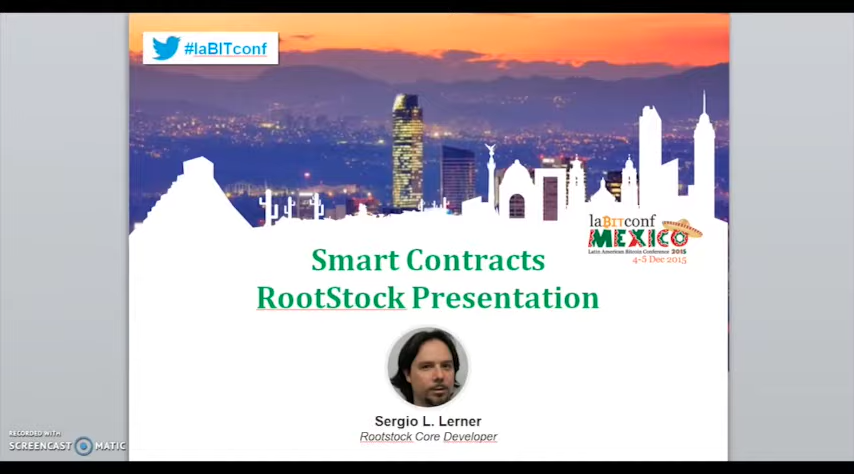 #laBITconf
laBITconf
MEXICO
Latin American Bitcoin Conference 2015
4-5 Dec 2015
Smart Contracts
RootStock Presentation
Sergio L. Lerner
Rootstock Core Developer
RECORDED WITH
SCREENCAST MATIC